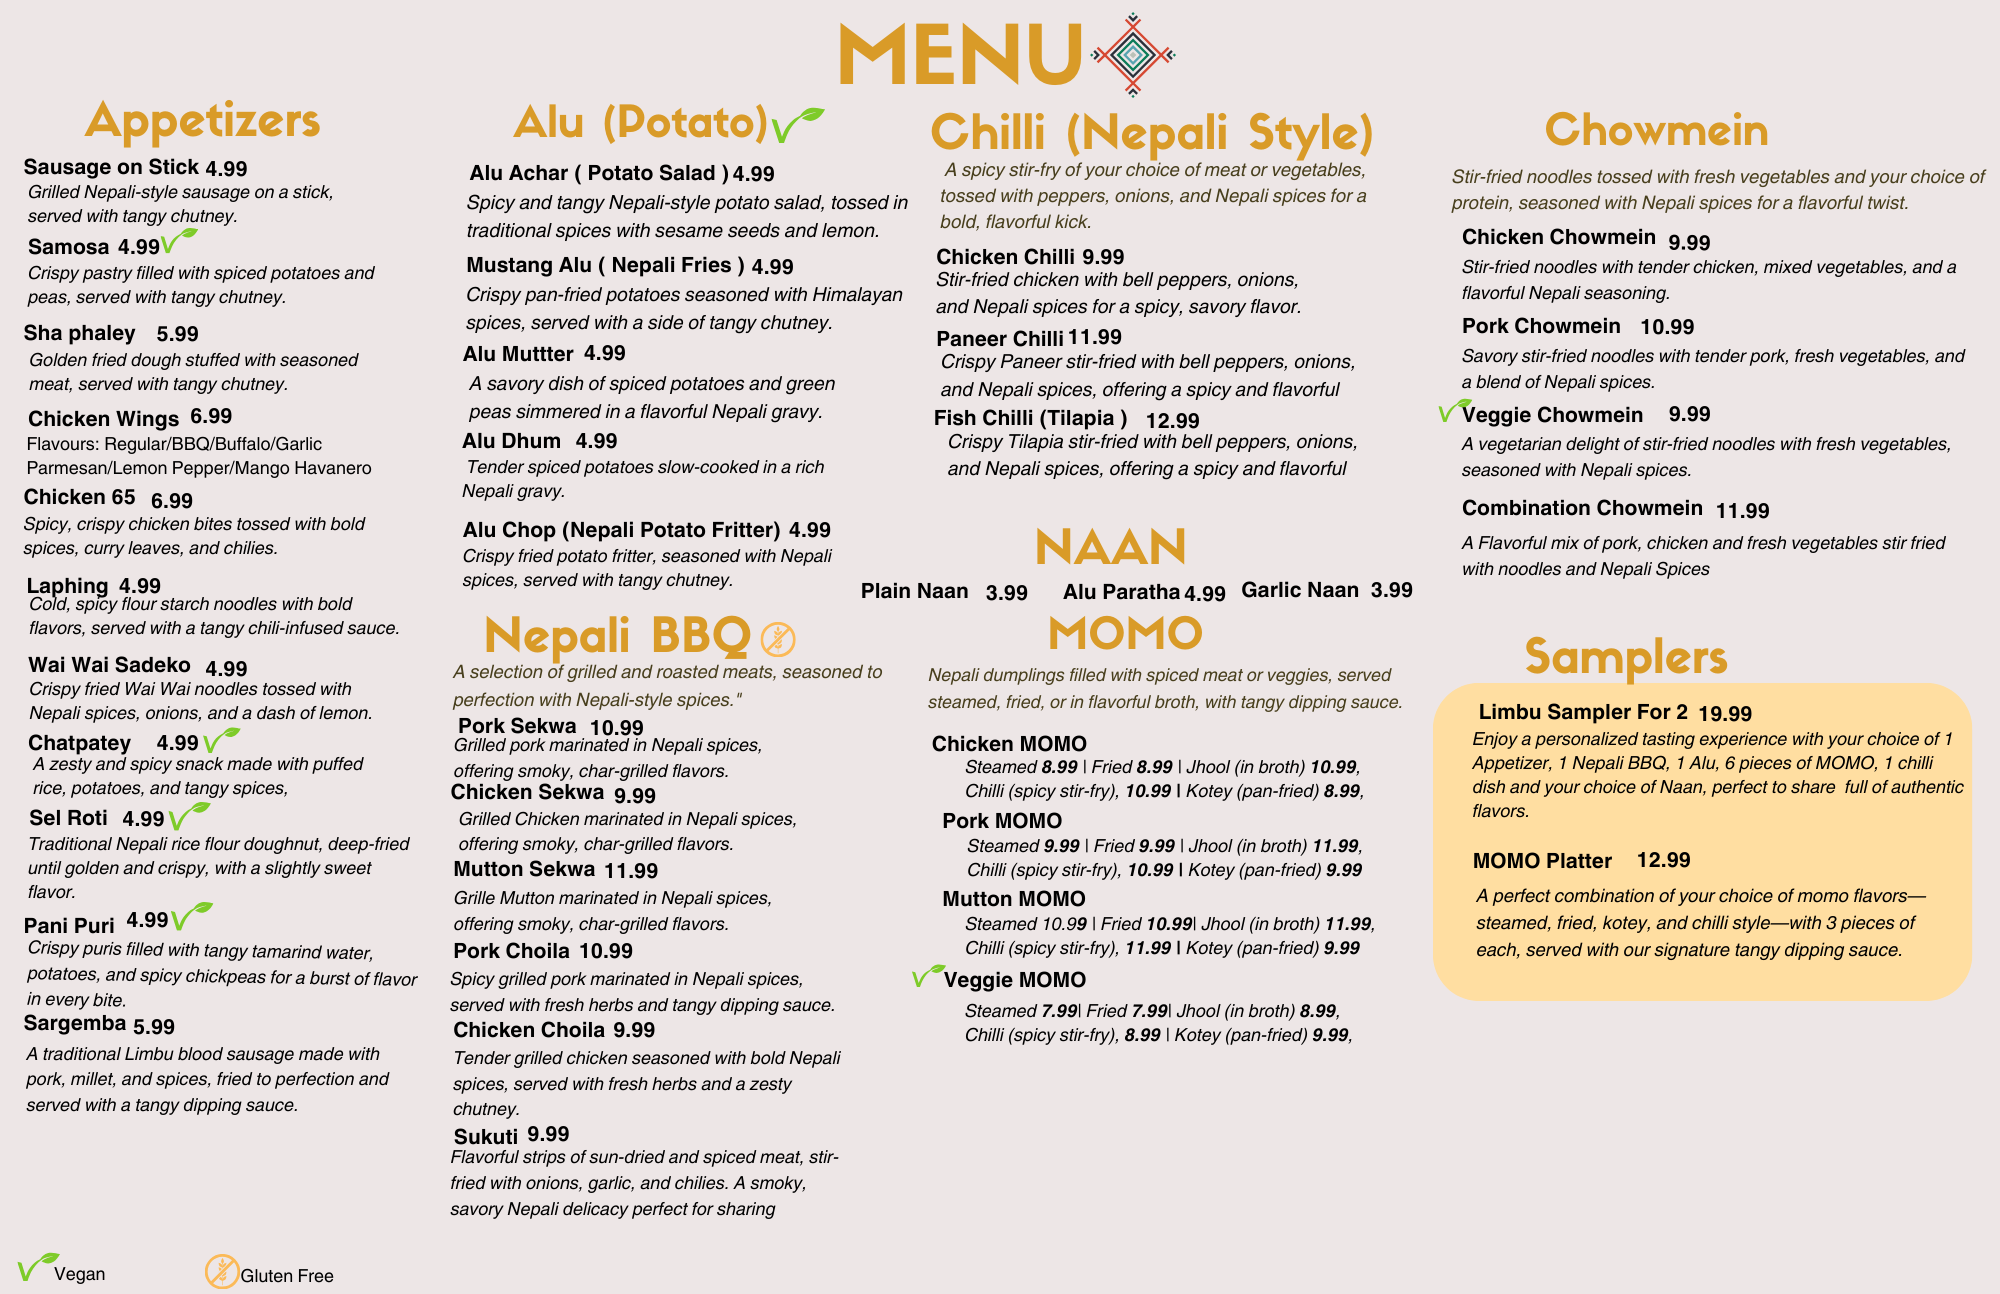 MENU
Appetizers
Sausage on Stick 4.99
Grilled Nepali-style sausage on a stick,
served with tangy chutney.
Samosa 4.99
Crispy pastry filled with spiced potatoes and
peas, served with tangy chutney.
Sha phaley 5.99
Golden fried dough stuffed with seasoned
meat, served with tangy chutney.
Chicken Wings 6.99
Flavours: Regular/BBQ/Buffalo/Garlic
Parmesan/Lemon Pepper/Mango Havanero
Chicken 65 6.99
Spicy, crispy chicken bites tossed with bold
spices, curry leaves, and chilies.
Laphing 4.99
Cold, spicy flour starch noodles with bold
flavors, served with a tangy chili-infused sauce.
Wai Wai Sadeko 4.99
Crispy fried Wai Wai noodles tossed with
Nepali spices, onions, and a dash of lemon.
Chatpatey 4.99
A zesty and spicy snack made with puffed
rice, potatoes, and tangy spices,
Sel Roti 4.99
Traditional Nepali rice flour doughnut, deep-fried
until golden and crispy, with a slightly sweet
flavor.
Pani Puri 4.99
Crispy puris filled with tangy tamarind water,
potatoes, and spicy chickpeas for a burst of flavor
in every bite.
Sargemba 5.99
A traditional Limbu blood sausage made with
pork, millet, and spices, fried to perfection and
served with a tangy dipping sauce.
Alu (Potato)
Alu Achar ( Potato Salad ) 4.99
Spicy and tangy Nepali-style potato salad, tossed in
traditional spices with sesame seeds and lemon.
Mustang Alu ( Nepali Fries ) 4.99
Crispy pan-fried potatoes seasoned with Himalayan
spices, served with a side of tangy chutney.
Alu Muttter 4.99
A savory dish of spiced potatoes and green
peas simmered in a flavorful Nepali gravy.
Alu Dhum 4.99
Tender spiced potatoes slow-cooked in a rich
Nepali gravy.
Alu Chop (Nepali Potato Fritter) 4.99
Crispy fried potato fritter, seasoned with Nepali
spices, served with tangy chutney.
Nepali BBQ
A selection of grilled and roasted meats, seasoned to
perfection with Nepali-style spices."
Pork Sekwa 10.99
Grilled pork marinated in Nepali spices,
offering smoky, char-grilled flavors.
Chicken Sekwa 9.99
Grilled Chicken marinated in Nepali spices,
offering smoky, char-grilled flavors.
Mutton Sekwa 11.99
Grille Mutton marinated in Nepali spices,
offering smoky, char-grilled flavors.
Pork Choila 10.99
Spicy grilled pork marinated in Nepali spices,
served with fresh herbs and tangy dipping sauce.
Chicken Choila 9.99
Tender grilled chicken seasoned with bold Nepali
spices, served with fresh herbs and a zesty
chutney.
Sukuti 9.99
Flavorful strips of sun-dried and spiced meat, stir-
fried with onions, garlic, and chilies. A smoky,
savory Nepali delicacy perfect for sharing
Chilli (Nepali Style)
A spicy stir-fry of your choice of meat or vegetables,
tossed with peppers, onions, and Nepali spices for a
bold, flavorful kick.
Chicken Chilli 9.99
Stir-fried chicken with bell peppers, onions,
and Nepali spices for a spicy, savory flavor.
Paneer Chilli 11.99
Crispy Paneer stir-fried with bell peppers, onions,
and Nepali spices, offering a spicy and flavorful
Fish Chilli (Tilapia ) 12.99
Crispy Tilapia stir-fried with bell peppers, onions,
and Nepali spices, offering a spicy and flavorful
NAAN
Plain Naan 3.99 Alu Paratha 4.99 Garlic Naan 3.99
MOMO
Nepali dumplings filled with spiced meat or veggies, served
steamed, fried, or in flavorful broth, with tangy dipping sauce.
Chicken MOMO
Steamed 8.99 | Fried 8.99 | Jhool (in broth) 10.99,
Chilli (spicy stir-fry), 10.99 | Kotey (pan-fried) 8.99,
Pork MOMO
Steamed 9.99 | Fried 9.99 | Jhool (in broth) 11.99,
Chilli (spicy stir-fry), 10.99 | Kotey (pan-fried) 9.99
Mutton MOMO
Steamed 10.99 | Fried 10.99| Jhool (in broth) 11.99,
Chilli (spicy stir-fry), 11.99 | Kotey (pan-fried) 9.99
Veggie MOMO
Steamed 7.99| Fried 7.99| Jhool (in broth) 8.99,
Chilli (spicy stir-fry), 8.99 | Kotey (pan-fried) 9.99,
Chowmein
Stir-fried noodles tossed with fresh vegetables and your choice of
protein, seasoned with Nepali spices for a flavorful twist.
Chicken Chowmein 9.99
Stir-fried noodles with tender chicken, mixed vegetables, and a
flavorful Nepali seasoning.
Pork Chowmein 10.99
Savory stir-fried noodles with tender pork, fresh vegetables, and
a blend of Nepali spices.
Veggie Chowmein 9.99
A vegetarian delight of stir-fried noodles with fresh vegetables,
seasoned with Nepali spices.
Combination Chowmein 11.99
A Flavorful mix of pork, chicken and fresh vegetables stir fried
with noodles and Nepali Spices
Samplers
Limbu Sampler For 2 19.99
Enjoy a personalized tasting experience with your choice of 1
Appetizer, 1 Nepali BBQ, 1 Alu, 6 pieces of MOMO, 1 chilli
dish and your choice of Naan, perfect to share full of authentic
flavors.
MOMO Platter 12.99
A perfect combination of your choice of momo flavors—
steamed, fried, kotey, and chilli style—with 3 pieces of
each, served with our signature tangy dipping sauce.
Vegan
Gluten Free